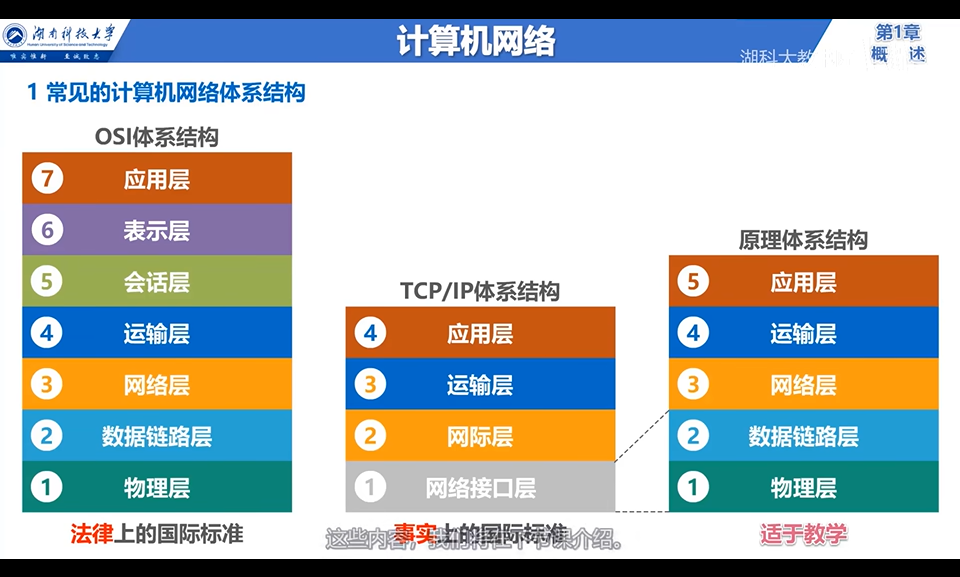 湖南科技大学
Hunan University of Science and Technology
唯实惟新 至诚致志
计算机网络
第1章
概 述
湖科大教
1 常见的计算机网络体系结构
OSI体系结构
7 应用层
6 表示层
5 会话层
4 运输层
3 网络层
2 数据链路层
1 物理层
法律上的国际标准
TCP/IP体系结构
4 应用层
3 运输层
2 网际层
1 网络接口层
事实上的国际标准
原理体系结构
5 应用层
4 运输层
3 网络层
2 数据链路层
1 物理层
适于教学
这些内容，我们将在下节课介绍。